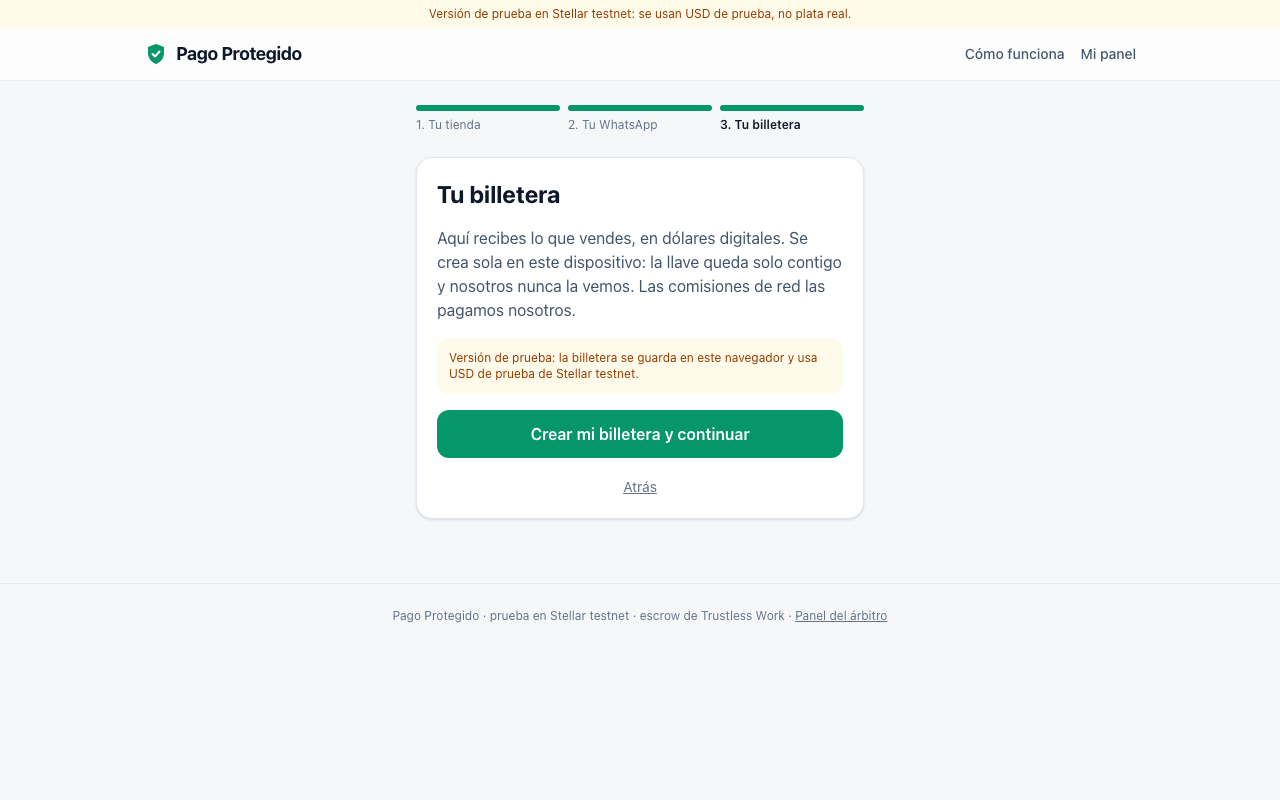 Versión de prueba en Stellar testnet: se usan USD de prueba, no plata real.
Pago Protegido
Cómo funciona
Mi panel
1. Tu tienda
2. Tu WhatsApp
3. Tu billetera
Tu billetera
Aquí recibes lo que vendes, en dólares digitales. Se
crea sola en este dispositivo: la llave queda solo contigo
y nosotros nunca la vemos. Las comisiones de red las
pagamos nosotros.
Versión de prueba: la billetera se guarda en este navegador y usa
USD de prueba de Stellar testnet.
Crear mi billetera y continuar
Atrás
Pago Protegido · prueba en Stellar testnet · escrow de Trustless Work · Panel del árbitro